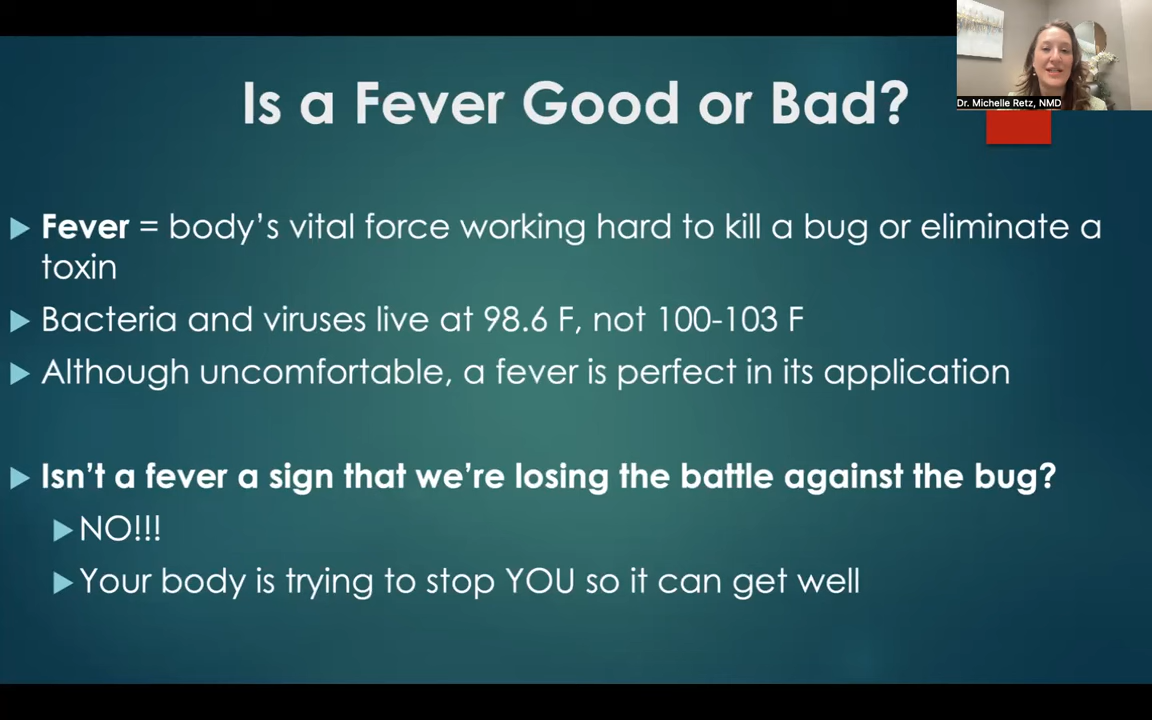 Is a Fever Good or Bad?
Dr. Michelle Retz, NMD
Fever = body's vital force working hard to kill a bug or eliminate a
toxin
Bacteria and viruses live at 98.6 F, not 100-103 F
Although uncomfortable, a fever is perfect in its application
Isn't a fever a sign that we're losing the battle against the bug?
NO!!!
Your body is trying to stop YOU so it can get well